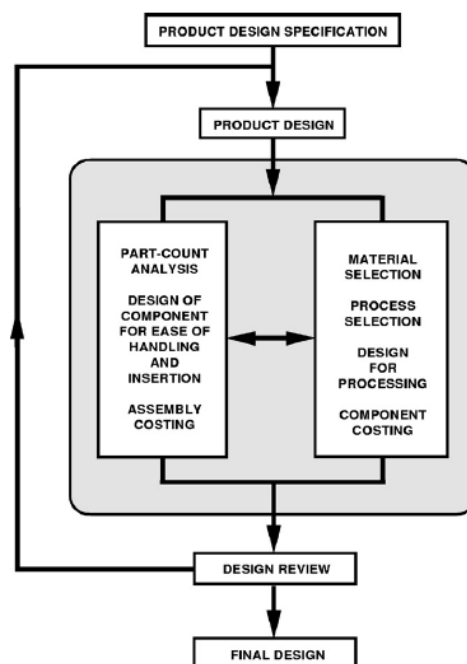 PRODUCT DESIGN SPECIFICATION
PRODUCT DESIGN
PART-COUNT
ANALYSIS
DESIGN OF
COMPONENT
FOR EASE OF
HANDLING
AND
INSERTION
ASSEMBLY
COSTING
MATERIAL
SELECTION
PROCESS
SELECTION
DESIGN
FOR
PROCESSING
COMPONENT
COSTING
DESIGN REVIEW
FINAL DESIGN